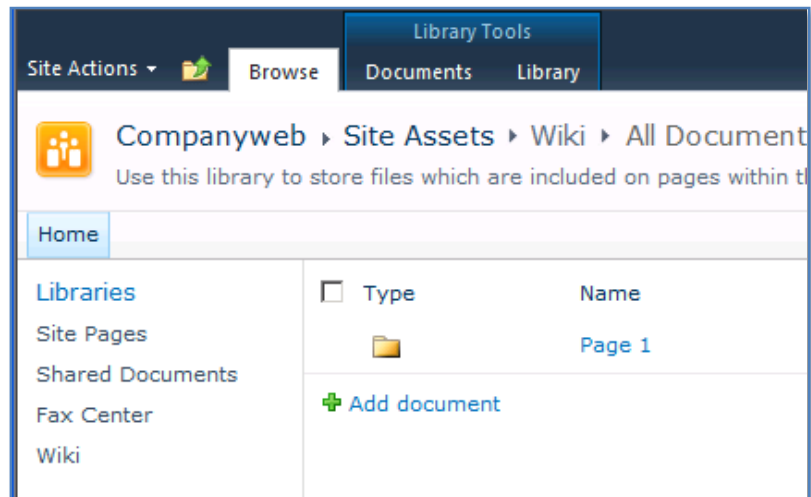 Library Tools
Site Actions Browse Documents Library
Companyweb Site Assets Wiki All Document
Use this library to store files which are included on pages within
Home
Libraries
Type Name
Site Pages
Page 1
Shared Documents
Add document
Fax Center
Wiki